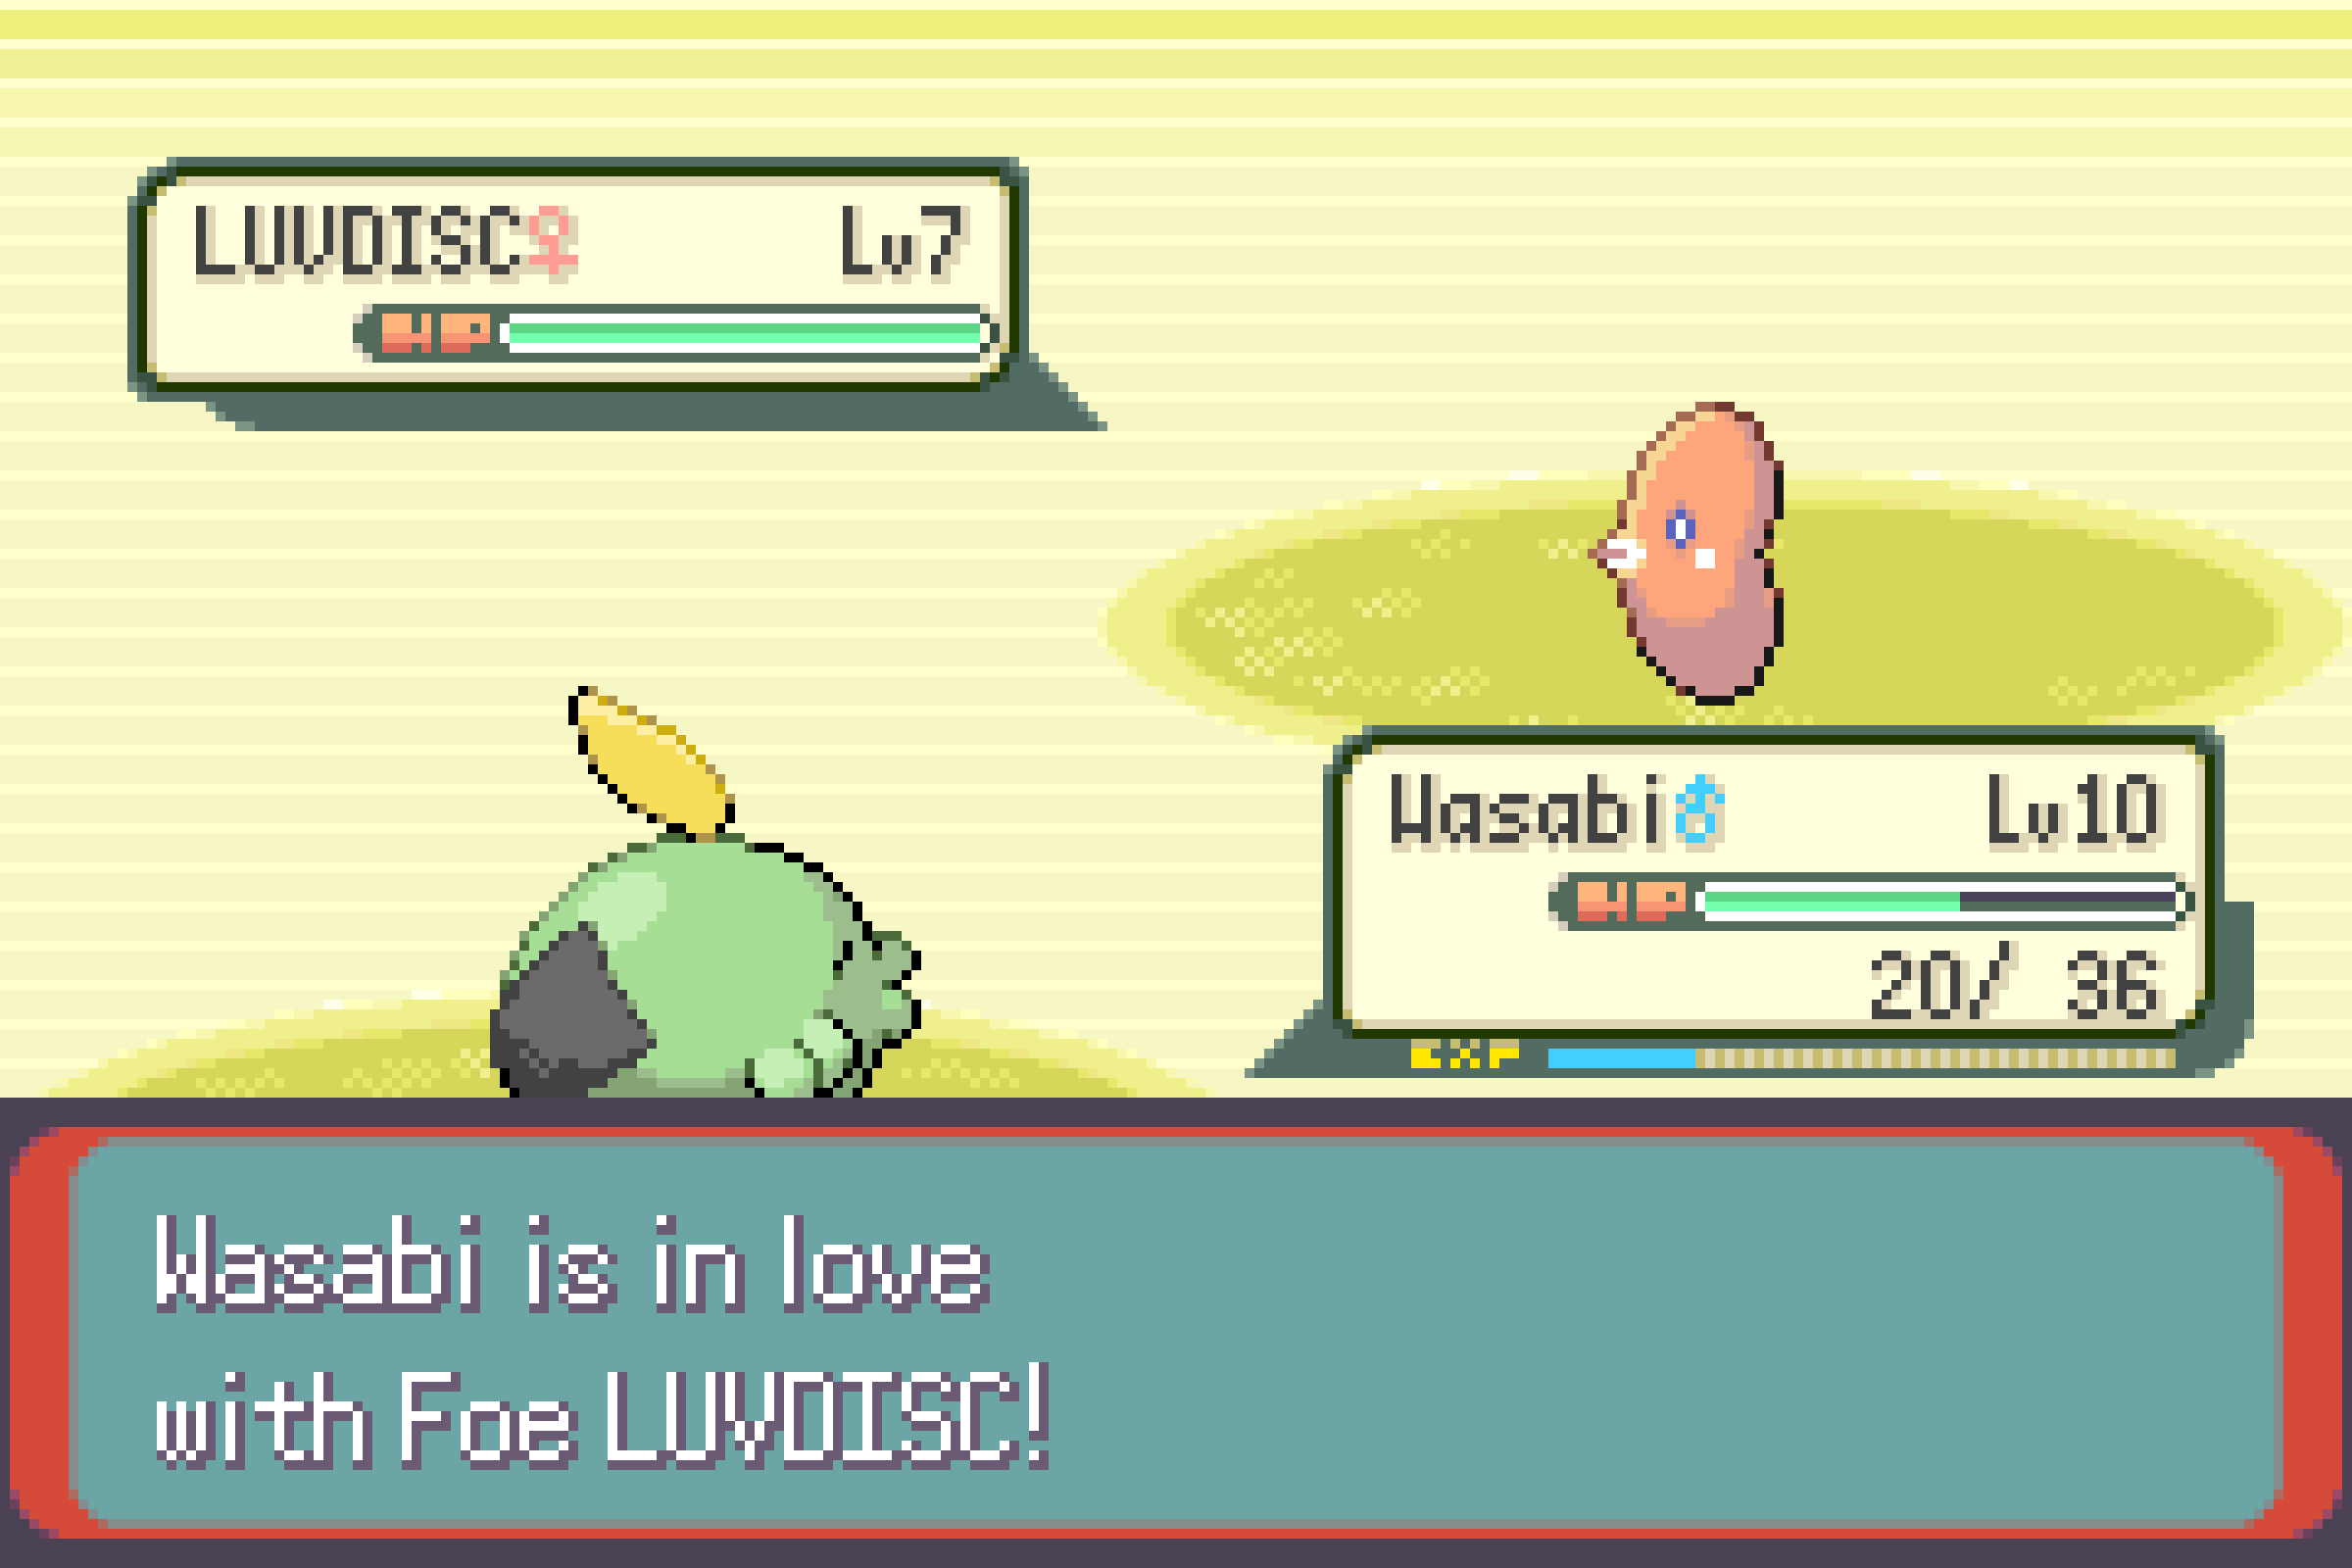 LUVDISC♀ Lv7
HP
Wasabi♂ Lv10
HP
20/ 36
EXP
Wasabi is in love
with Foe LUVDISC!